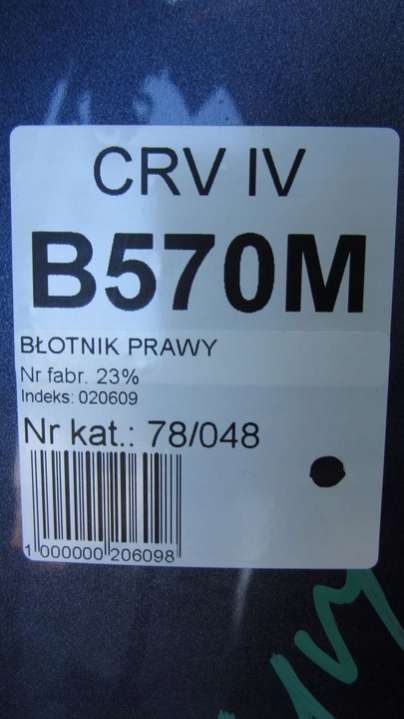 CRV IV
B570M
BŁOTNIK PRAWY
Nr fabr. 23%
Indeks: 020609
Nr kat.: 78/048
1 000000 206098